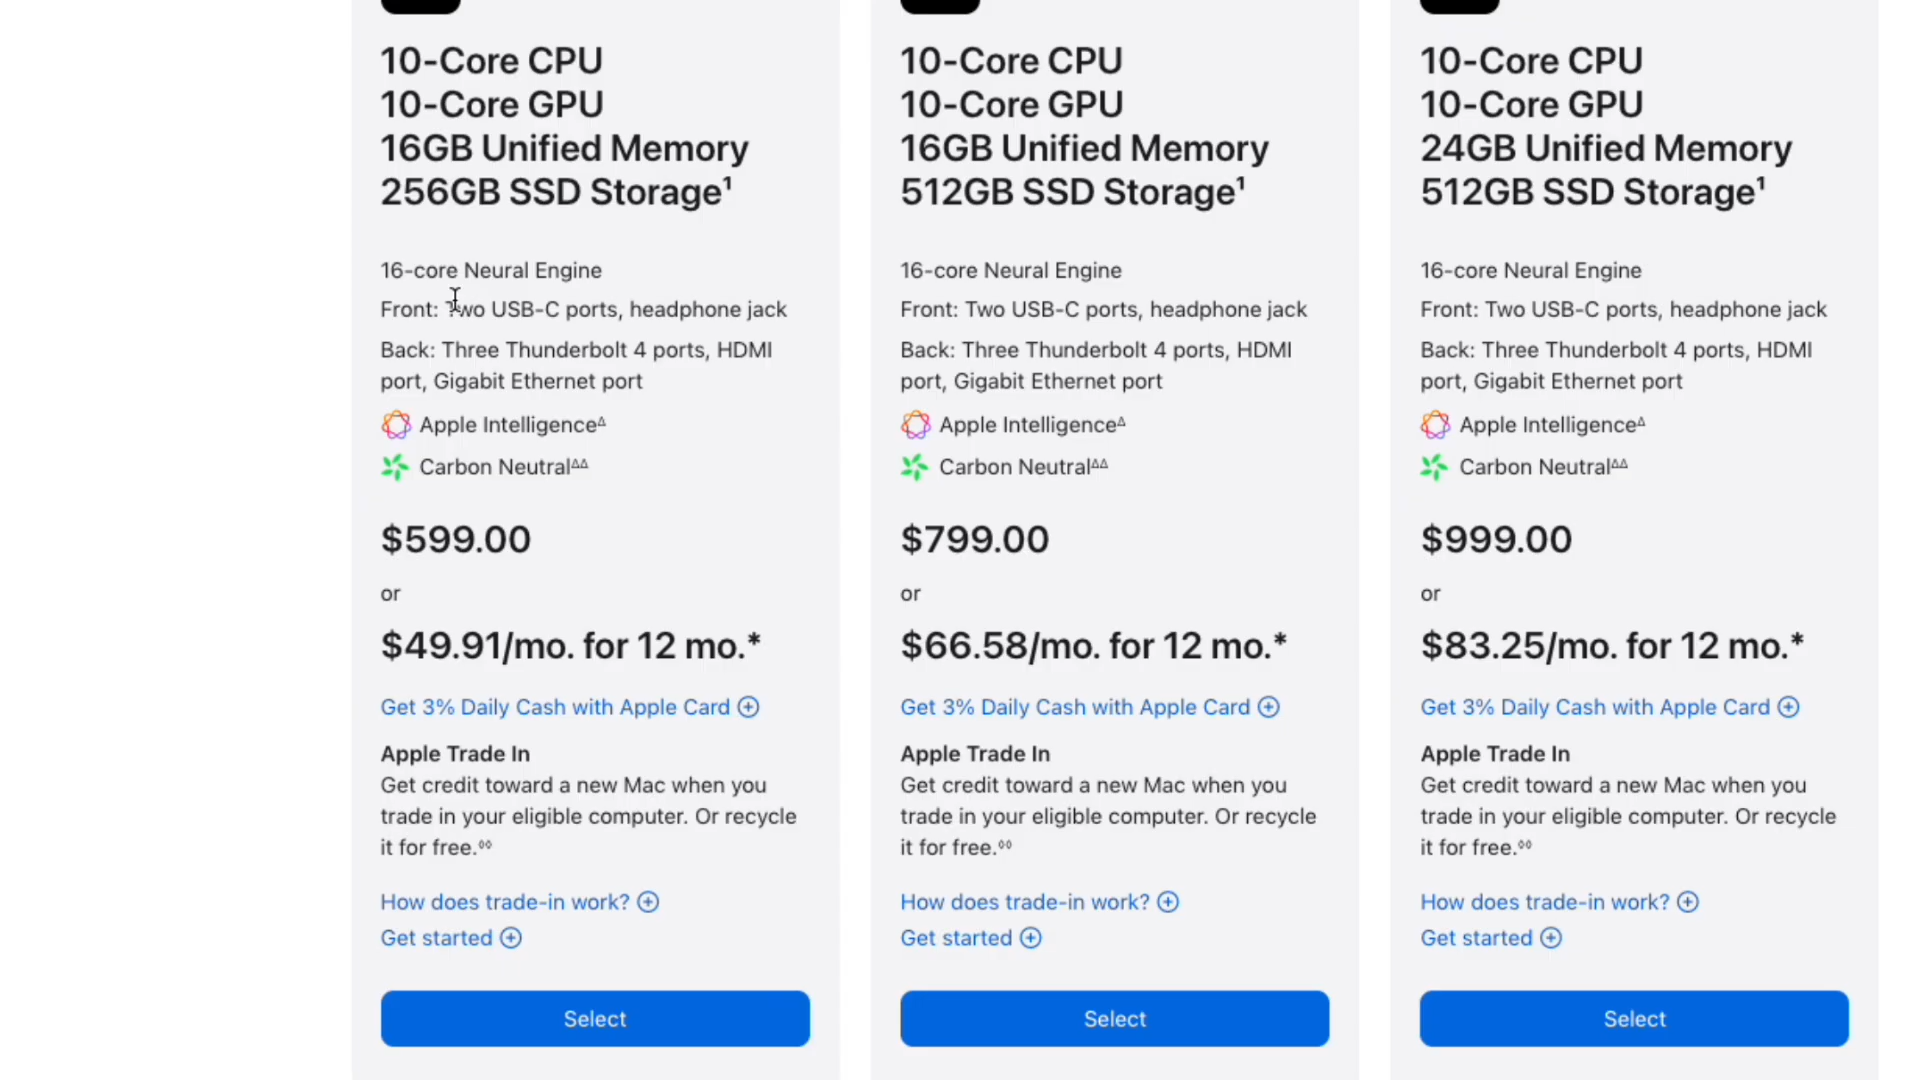 10-Core CPU
10-Core GPU
16GB Unified Memory
256GB SSD Storage¹
16-core Neural Engine
Front: Two USB-C ports, headphone jack
Back: Three Thunderbolt 4 ports, HDMI
port, Gigabit Ethernet port
Apple Intelligence∆
Carbon Neutral∆∆
$599.00
or
$49.91/mo. for 12 mo.*
Get 3% Daily Cash with Apple Card
Apple Trade In
Get credit toward a new Mac when you
trade in your eligible computer. Or recycle
it for free.◊◊
How does trade-in work?
Get started
Select
10-Core CPU
10-Core GPU
16GB Unified Memory
512GB SSD Storage¹
16-core Neural Engine
Front: Two USB-C ports, headphone jack
Back: Three Thunderbolt 4 ports, HDMI
port, Gigabit Ethernet port
Apple Intelligence∆
Carbon Neutral∆∆
$799.00
or
$66.58/mo. for 12 mo.*
Get 3% Daily Cash with Apple Card
Apple Trade In
Get credit toward a new Mac when you
trade in your eligible computer. Or recycle
it for free.◊◊
How does trade-in work?
Get started
Select
10-Core CPU
10-Core GPU
24GB Unified Memory
512GB SSD Storage¹
16-core Neural Engine
Front: Two USB-C ports, headphone jack
Back: Three Thunderbolt 4 ports, HDMI
port, Gigabit Ethernet port
Apple Intelligence∆
Carbon Neutral∆∆
$999.00
or
$83.25/mo. for 12 mo.*
Get 3% Daily Cash with Apple Card
Apple Trade In
Get credit toward a new Mac when you
trade in your eligible computer. Or recycle
it for free.◊◊
How does trade-in work?
Get started
Select